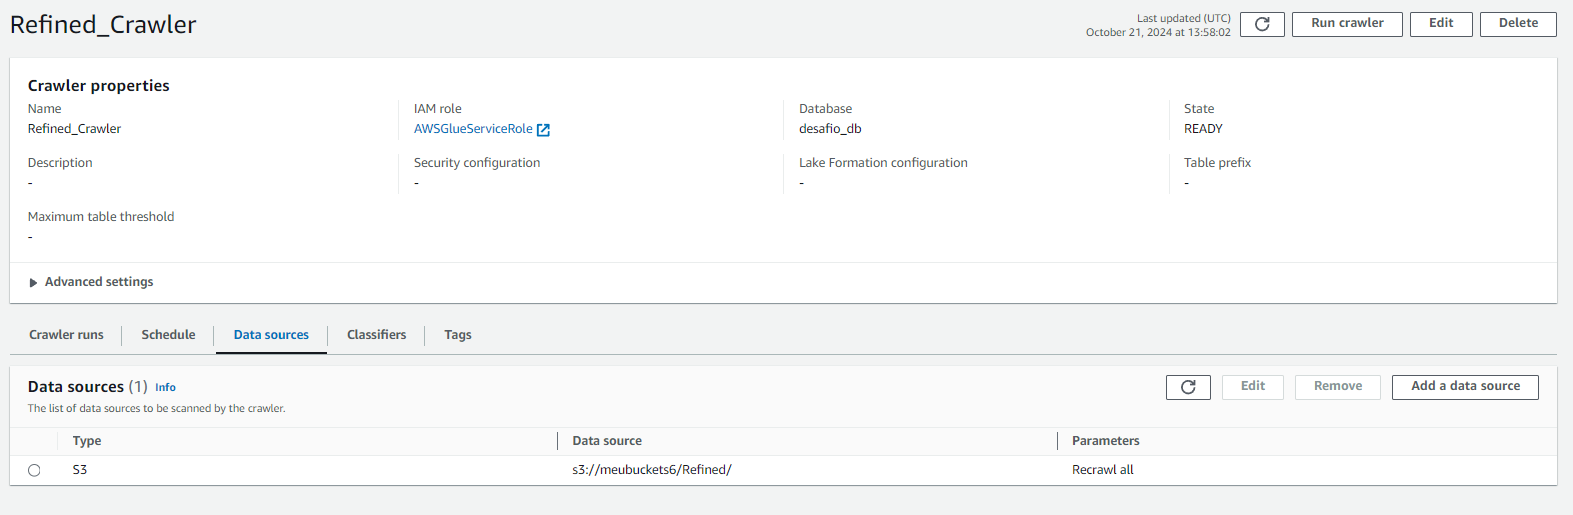 Refined_Crawler
Last updated (UTC)
October 21, 2024 at 13:58:02
Run crawler
Edit
Delete
Crawler properties
Name
IAM role
Database
State
Refined_Crawler
AWSGlueServiceRole
desafio_db
READY
Description
Security configuration
Lake Formation configuration
Table prefix
-
-
-
-
Maximum table threshold
-
Advanced settings
Crawler runs
Schedule
Data sources
Classifiers
Tags
Data sources (1) Info
The list of data sources to be scanned by the crawler.
Edit
Remove
Add a data source
Type
Data source
Parameters
S3
s3://meubuckets6/Refined/
Recrawl all